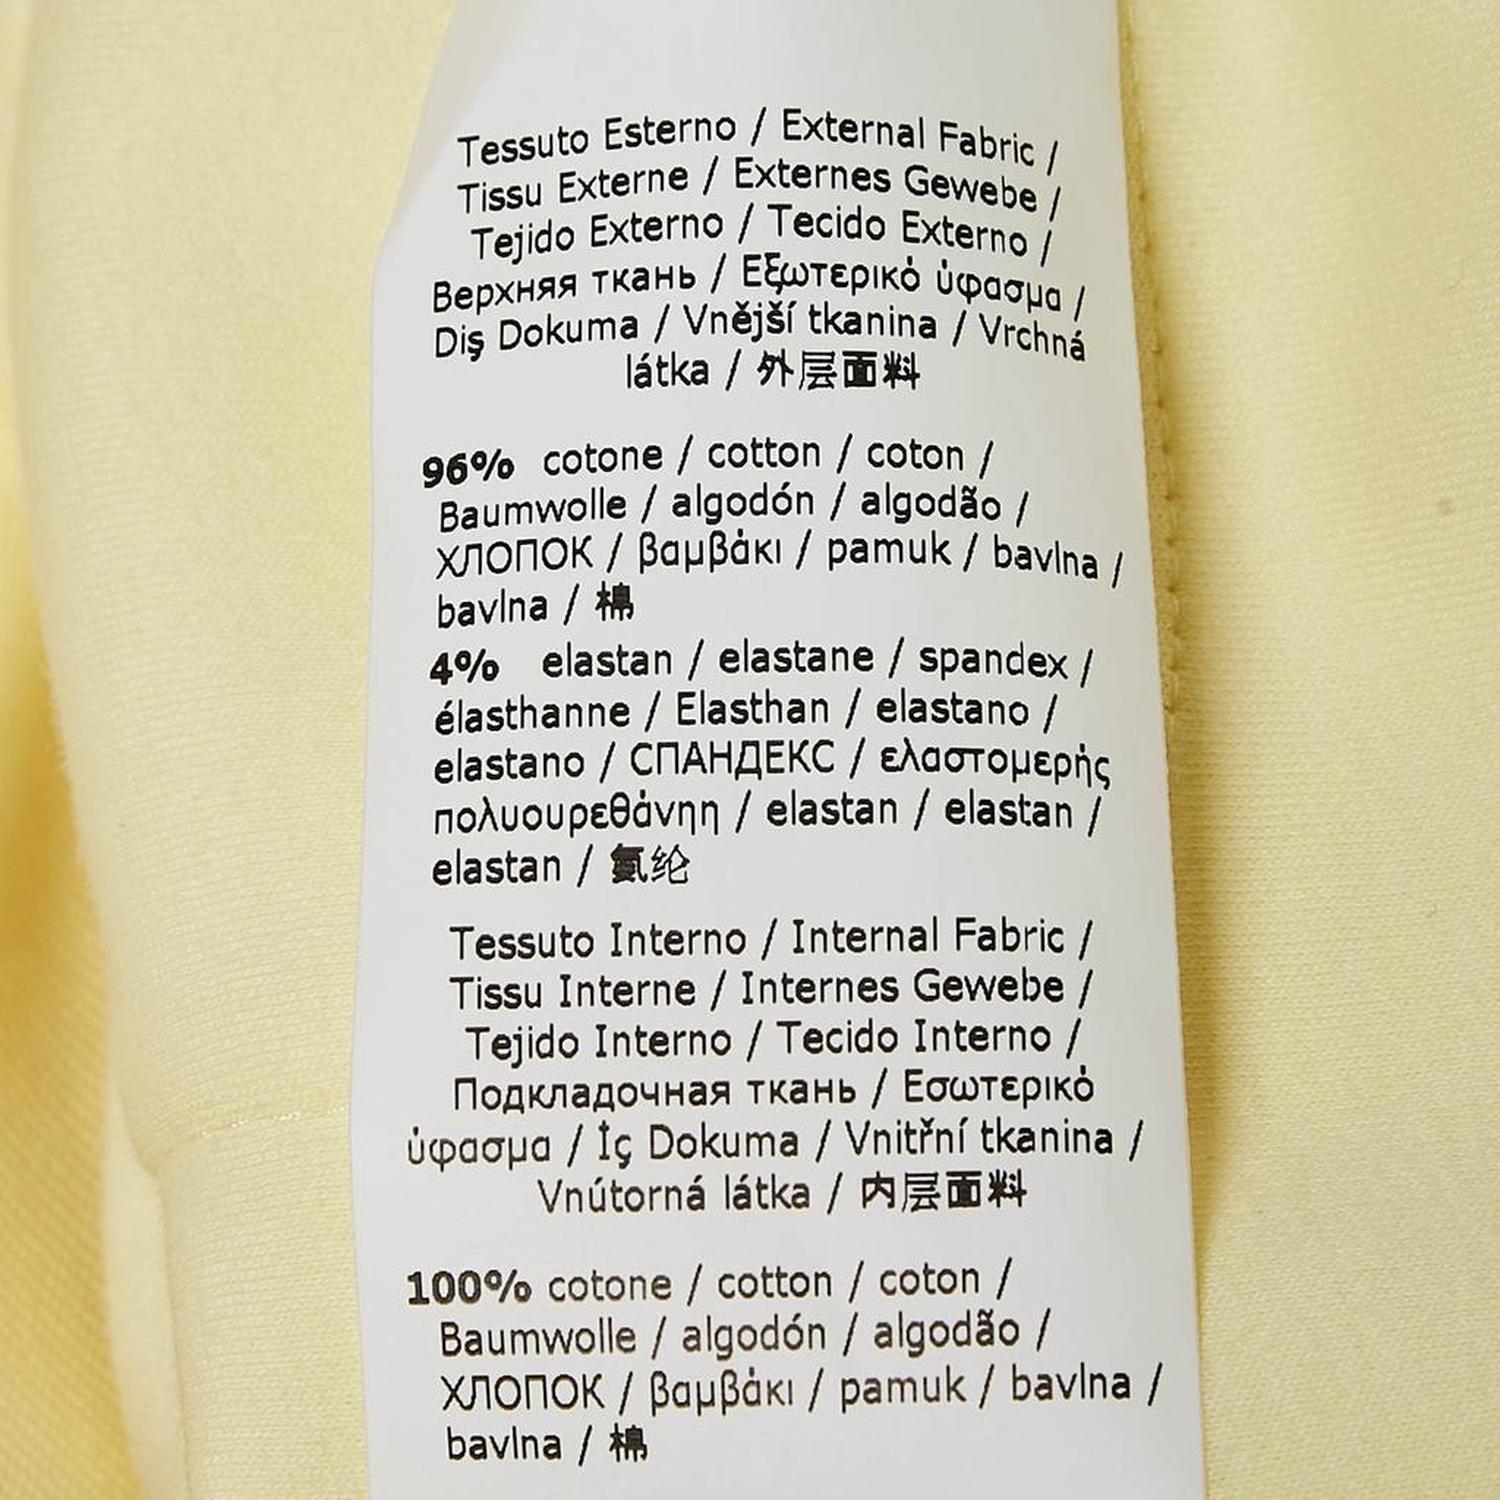 Tessuto Esterno / External Fabric /
Tissu Externe / Externes Gewebe /
Tejido Externo / Tecido Externo /
Верхняя ткань / Εξωτερικό ύφασμα /
Diş Dokuma / Vnější tkanina / Vrchná
látka / 外层面料
96% cotone / cotton / coton /
Baumwolle / algodón / algodão /
ХЛОПОК / βαμβάκι / pamuk / bavlna /
bavlna / 棉
4% elastan / elastane / spandex /
élasthanne / Elasthan / elastano /
elastano / СПАНДЕКС / ελαστομερής
πολυουρεθάνηη / elastan / elastan /
elastan / 氨纶
Tessuto Interno / Internal Fabric /
Tissu Interne / Internes Gewebe /
Tejido Interno / Tecido Interno /
Подкладочная ткань / Εσωτερικό
ύφασμα / İç Dokuma / Vnitřní tkanina /
Vnútorná látka / 内层面料
100% cotone / cotton / coton /
Baumwolle / algodón / algodão /
ХЛОПОК / βαμβάκι / pamuk / bavlna /
bavlna / 棉